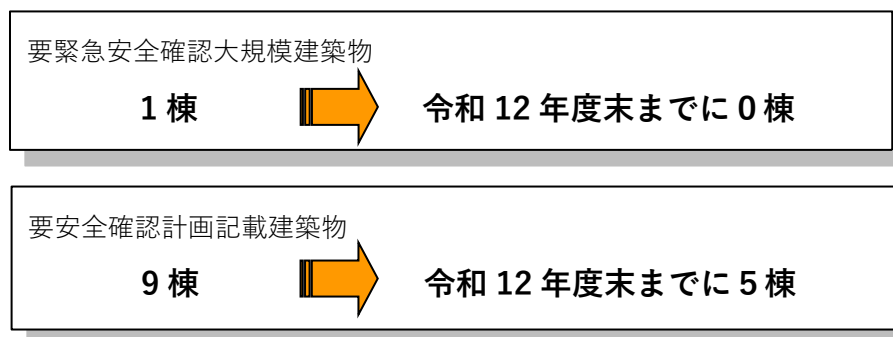 要緊急安全確認大規模建築物
1 棟 令和 12 年度末までに 0 棟
要安全確認計画記載建築物
9 棟 令和 12 年度末までに 5 棟